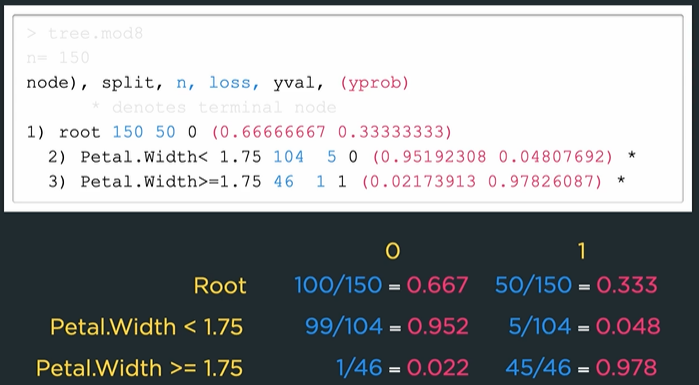 > tree.mod8
n= 150
node), split, n, loss, yval, (yprob)
* denotes terminal node
1) root 150 50 0 (0.66666667 0.33333333)
2) Petal.Width< 1.75 104 5 0 (0.95192308 0.04807692) *
3) Petal.Width>=1.75 46 1 1 (0.02173913 0.97826087) *
0 1
Root 100/150 = 0.667 50/150 = 0.333
Petal.Width < 1.75 99/104 = 0.952 5/104 = 0.048
Petal.Width >= 1.75 1/46 = 0.022 45/46 = 0.978